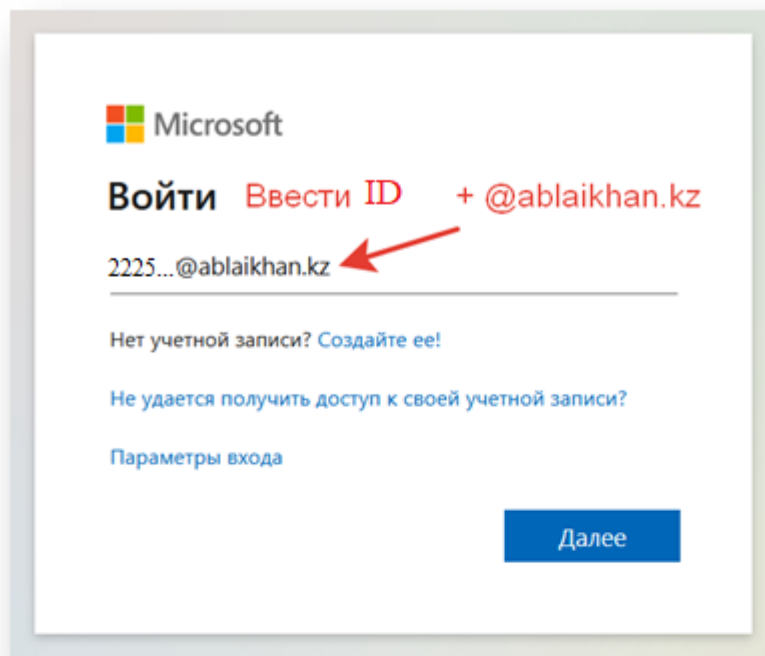 Microsoft
Войти Ввести ID + @ablaikhan.kz
2225...@ablaikhan.kz
Нет учетной записи? Создайте ее!
Не удается получить доступ к своей учетной записи?
Параметры входа
Далее